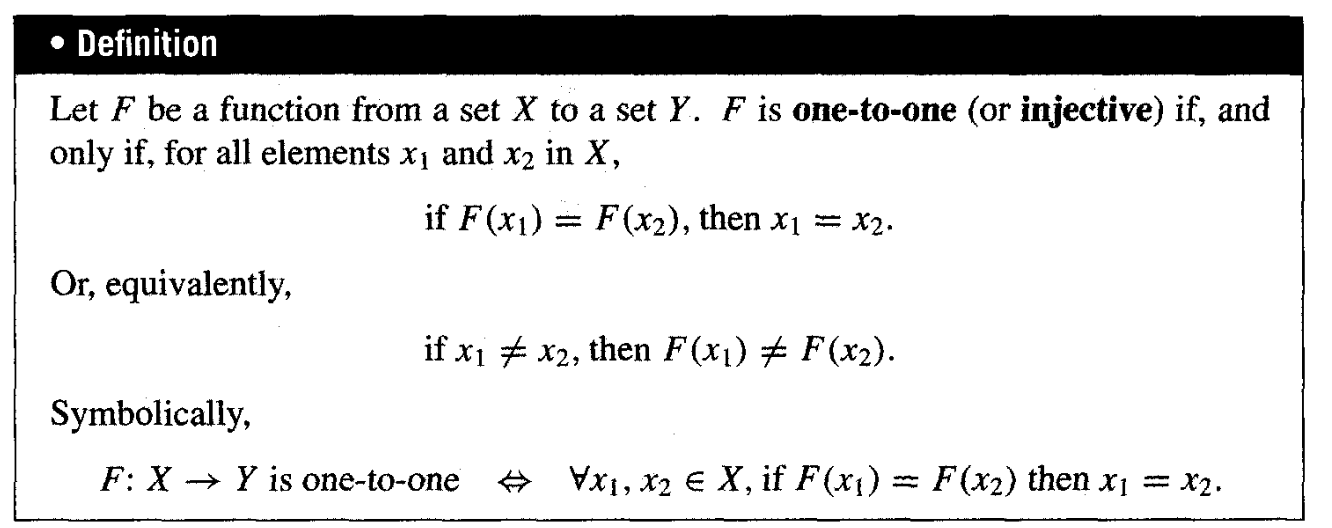 • Definition
Let F be a function from a set X to a set Y. F is one-to-one (or injective) if, and
only if, for all elements x₁ and x₂ in X,
if F(x₁) = F(x₂), then x₁ = x₂.
Or, equivalently,
if x₁ ≠ x₂, then F(x₁) ≠ F(x₂).
Symbolically,
F: X → Y is one-to-one ⇔ ∀x₁, x₂ ∈ X, if F(x₁) = F(x₂) then x₁ = x₂.